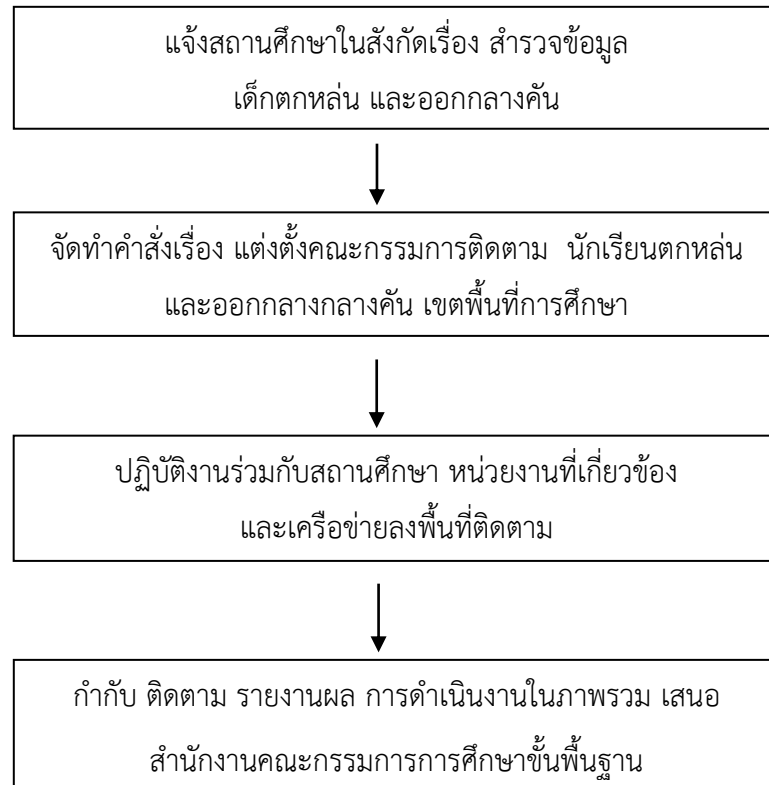 แจ้งสถานศึกษาในสังกัดเรื่อง สำรวจข้อมูล
เด็กตกหล่น และออกกลางคัน
จัดทำคำสั่งเรื่อง แต่งตั้งคณะกรรมการติดตาม นักเรียนตกหล่น
และออกกลางกลางคัน เขตพื้นที่การศึกษา
ปฏิบัติงานร่วมกับสถานศึกษา หน่วยงานที่เกี่ยวข้อง
และเครือข่ายลงพื้นที่ติดตาม
กำกับ ติดตาม รายงานผล การดำเนินงานในภาพรวม เสนอ
สำนักงานคณะกรรมการการศึกษาขั้นพื้นฐาน